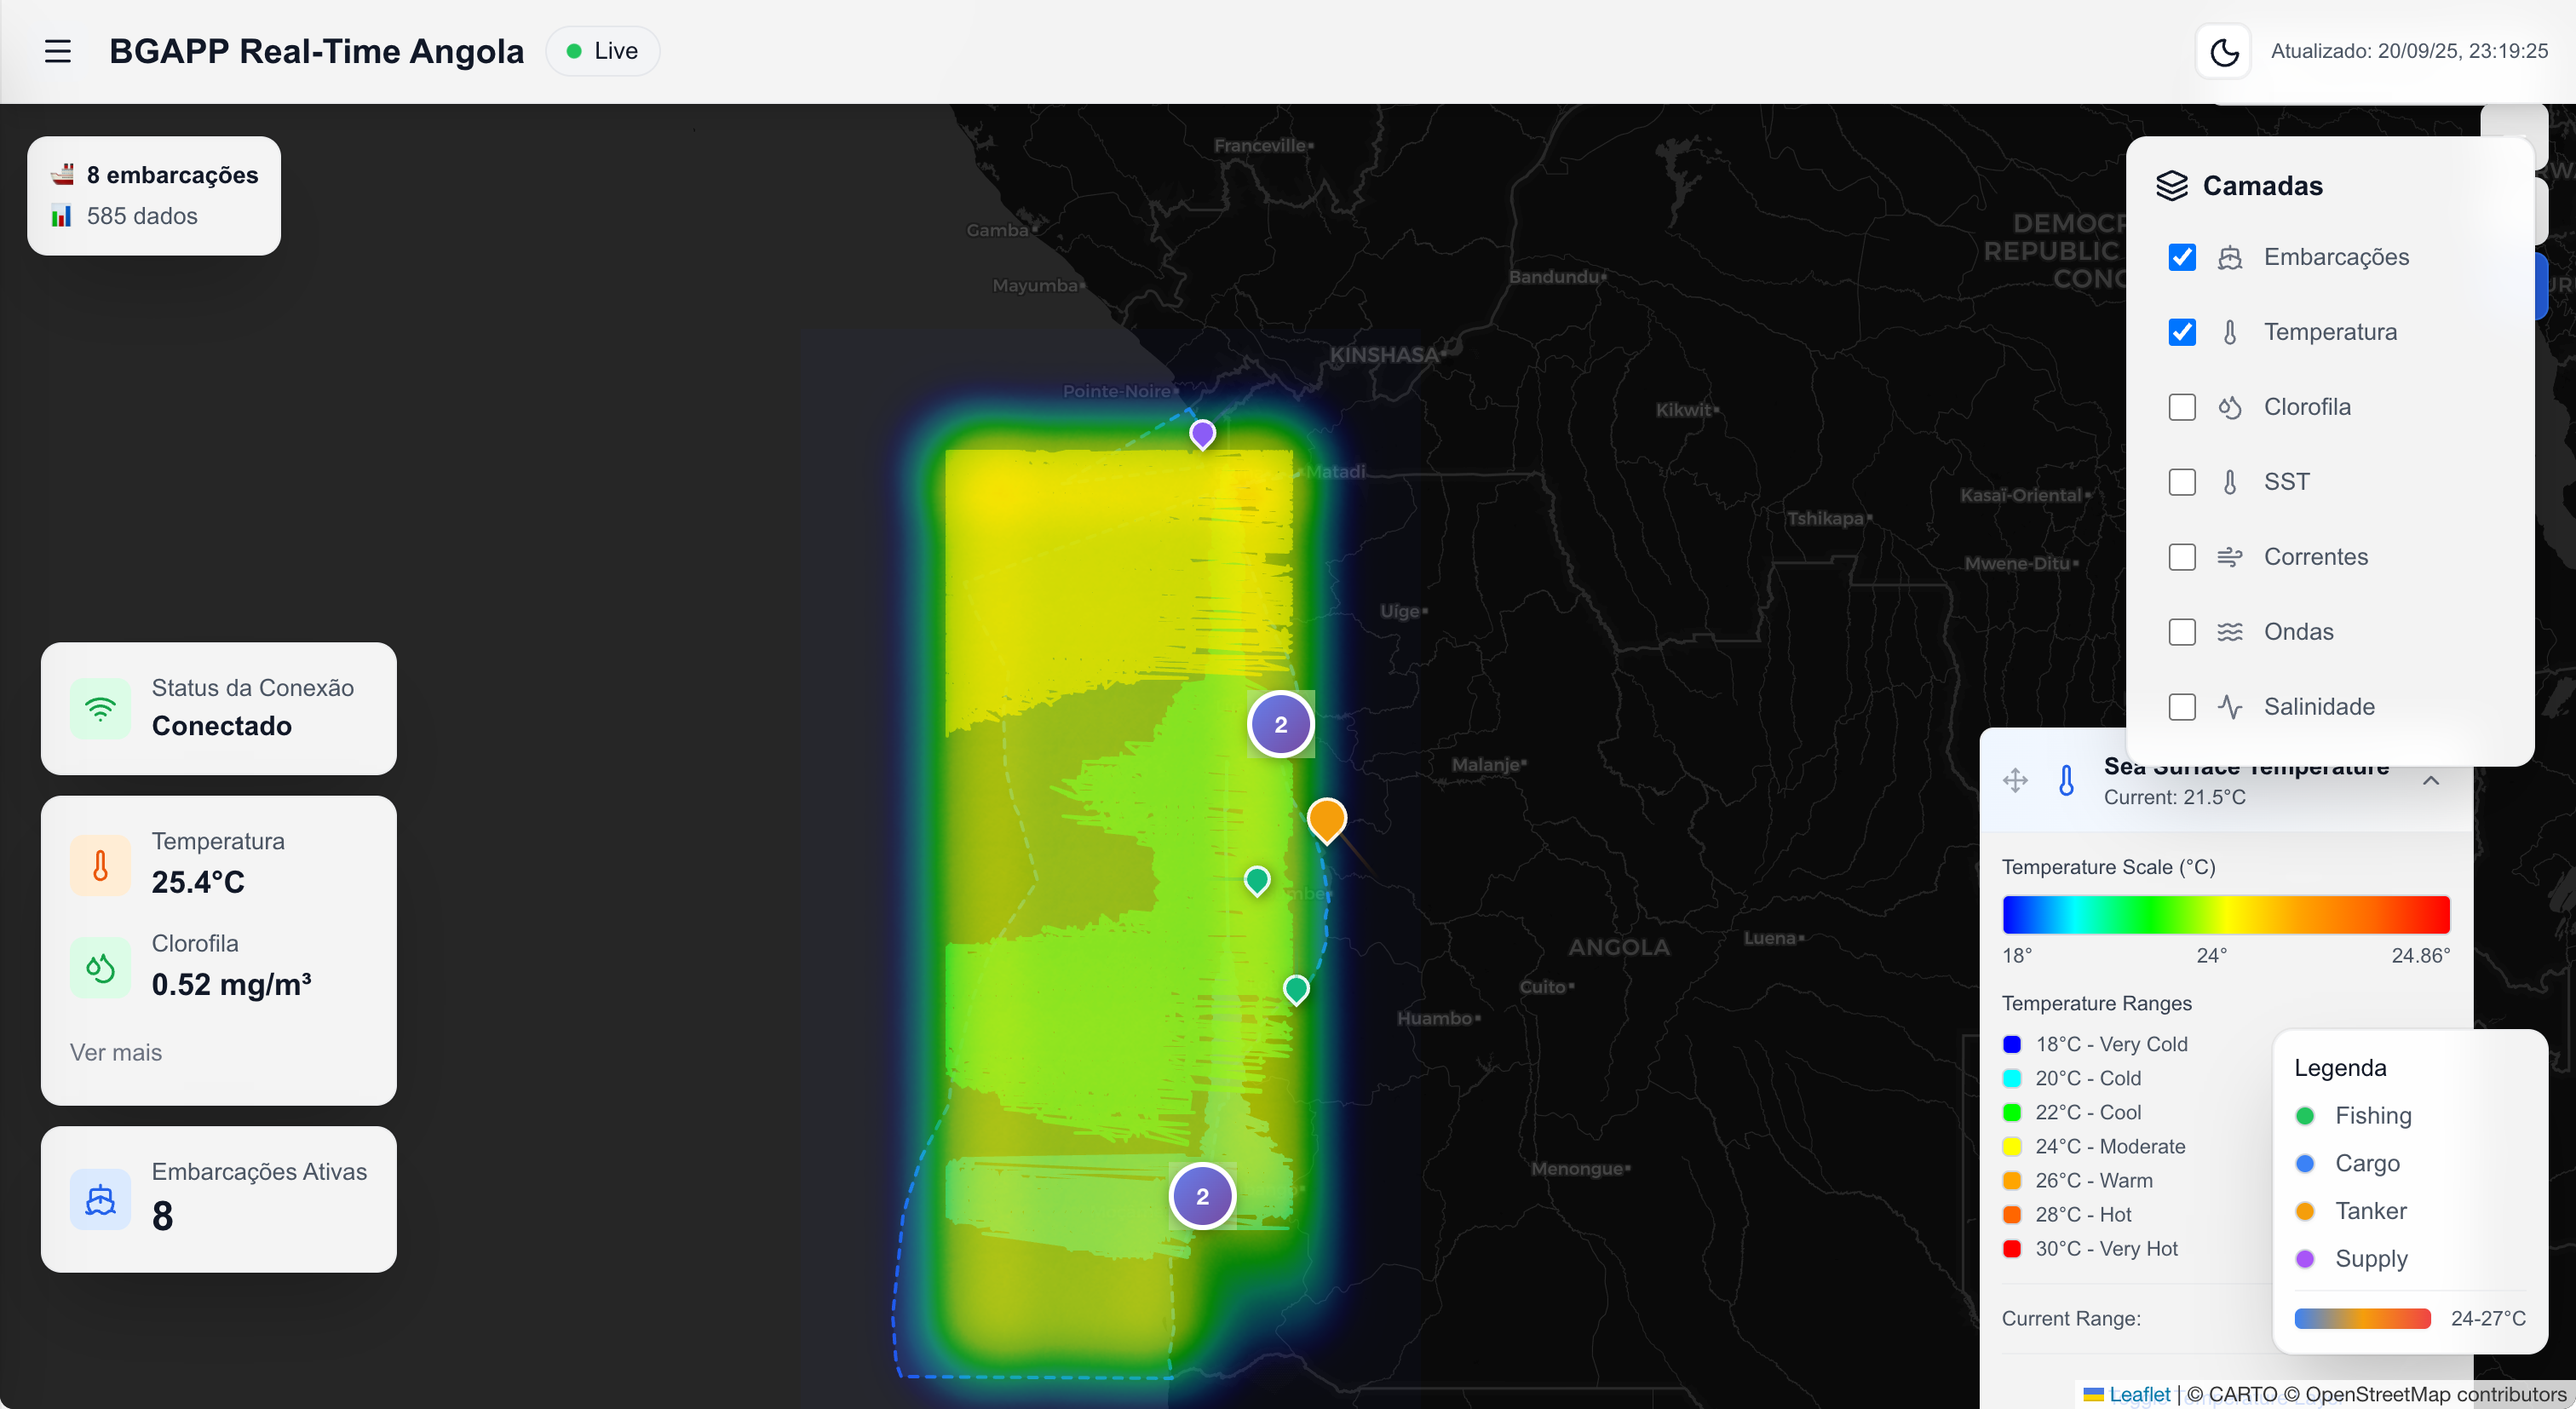 BGAPP Real-Time Angola
Live
Atualizado: 20/09/25, 23:19:25
8 embarcações
585 dados
Status da Conexão
Conectado
Temperatura
25.4°C
Clorofila
0.52 mg/m³
Ver mais
Embarcações Ativas
8
Franceville
Gamba
Mayumba
Bandundu
KINSHASA
Pointe-Noire
Kikwit
Matadi
Kasaï-Oriental
Tshikapa
Mwene-Ditu
Uíge
2
Malanje
ANGOLA
Luena
Cuito
Huambo
Menongue
2
REPUBLIC
Camadas
Embarcações
Temperatura
Clorofila
SST
Correntes
Ondas
Salinidade
Sea Surface Temperature
Current: 21.5°C
Temperature Scale (°C)
18° 24° 24.86°
Temperature Ranges
18°C - Very Cold
20°C - Cold
22°C - Cool
24°C - Moderate
26°C - Warm
28°C - Hot
30°C - Very Hot
Current Range:
Legenda
Fishing
Cargo
Tanker
Supply
24-27°C
Leaflet | © CARTO © OpenStreetMap contributors